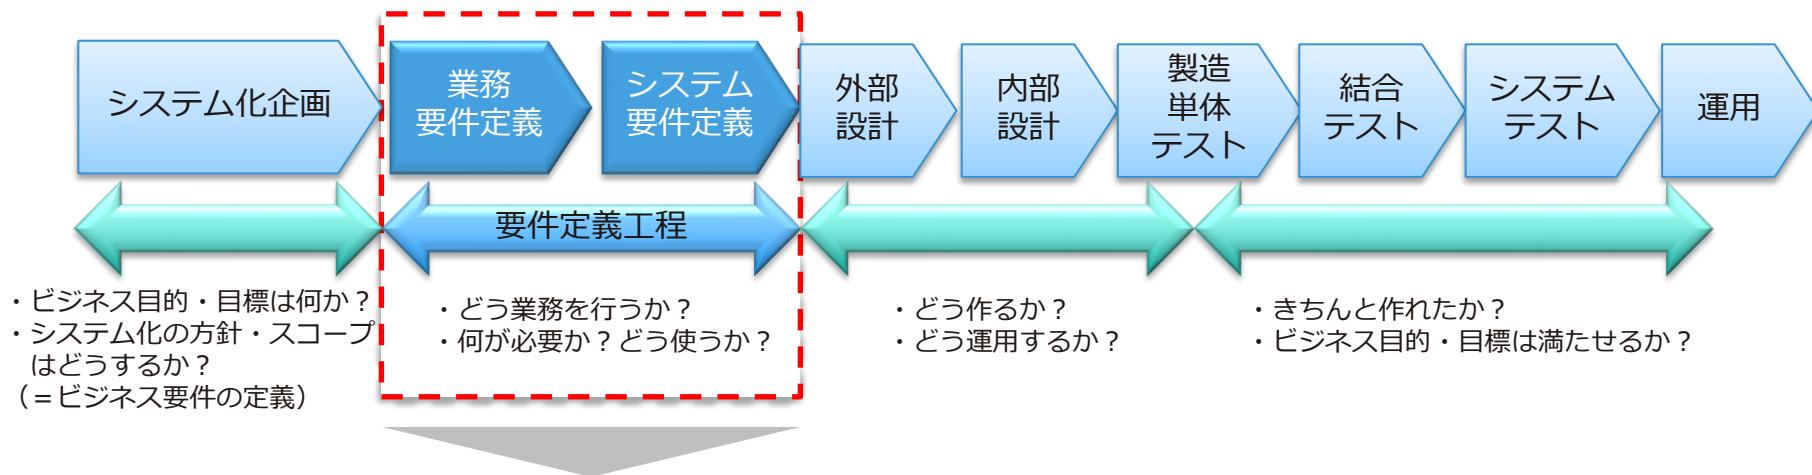 システム化企画
業務
要件定義
システム
要件定義
外部
設計
内部
設計
製造
単体
テスト
結合
テスト
システム
テスト
運用
要件定義工程
・ビジネス目的・目標は何か？
・システム化の方針・スコープ
はどうするか？
（＝ビジネス要件の定義）
・どう業務を行うか？
・何が必要か？どう使うか？
・どう作るか？
・どう運用するか？
・きちんと作れたか？
・ビジネス目的・目標は満たせるか？